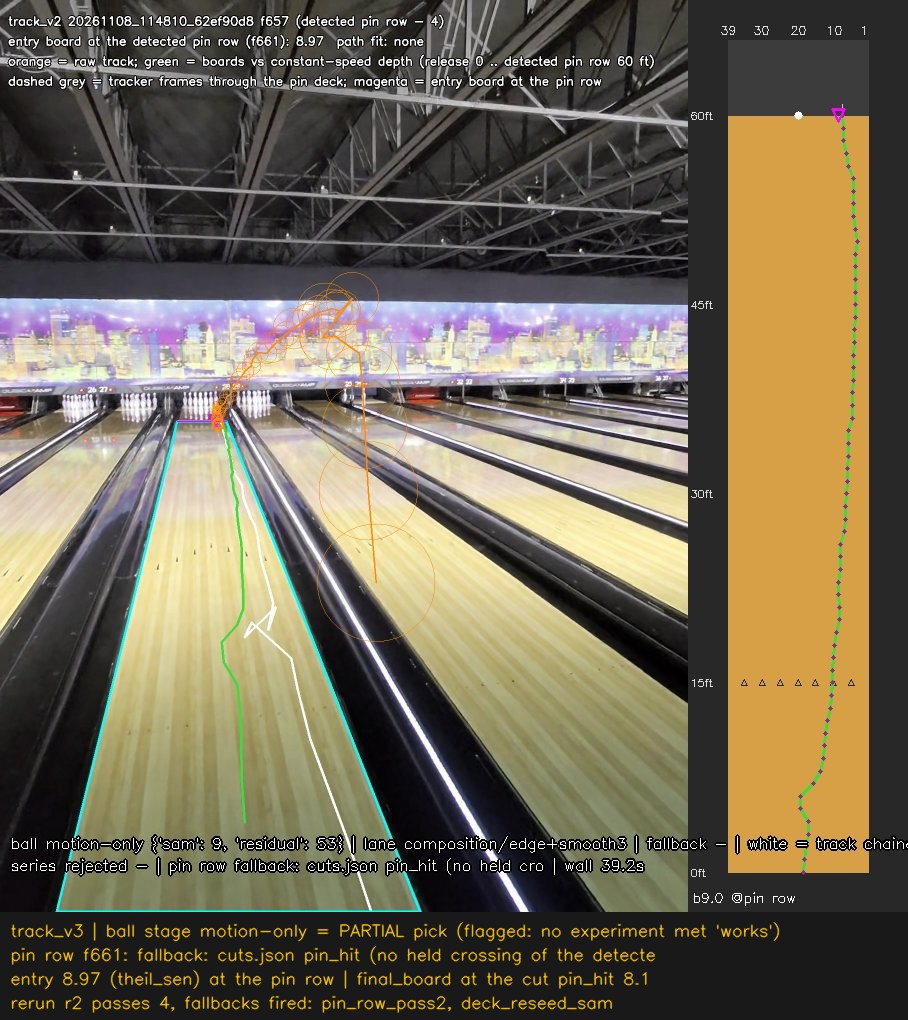 track_v2 20261108_114810_62ef90d8 f657 (detected pin row - 4)
entry board at the detected pin row (f661): 8.97 path fit: none
orange = raw track; green = boards vs constant-speed depth (release 0 .. detected pin row 60 ft)
dashed grey = tracker frames through the pin deck; magenta = entry board at the pin row
39 30 20 10 1
60ft
45ft
30ft
15ft
0ft
b9.0 @pin row
26 27
ball motion-only {'sam': 9, 'residual': 53} | lane composition/edge+smooth3 | fallback - | white = track chaine
series rejected - | pin row fallback: cuts.json pin_hit (no held cro | wall 39.2s
track_v3 | ball stage motion-only = PARTIAL pick (flagged: no experiment met 'works')
pin row f661: fallback: cuts.json pin_hit (no held crossing of the detecte
entry 8.97 (theil_sen) at the pin row | final_board at the cut pin_hit 8.1
rerun r2 passes 4, fallbacks fired: pin_row_pass2, deck_reseed_sam